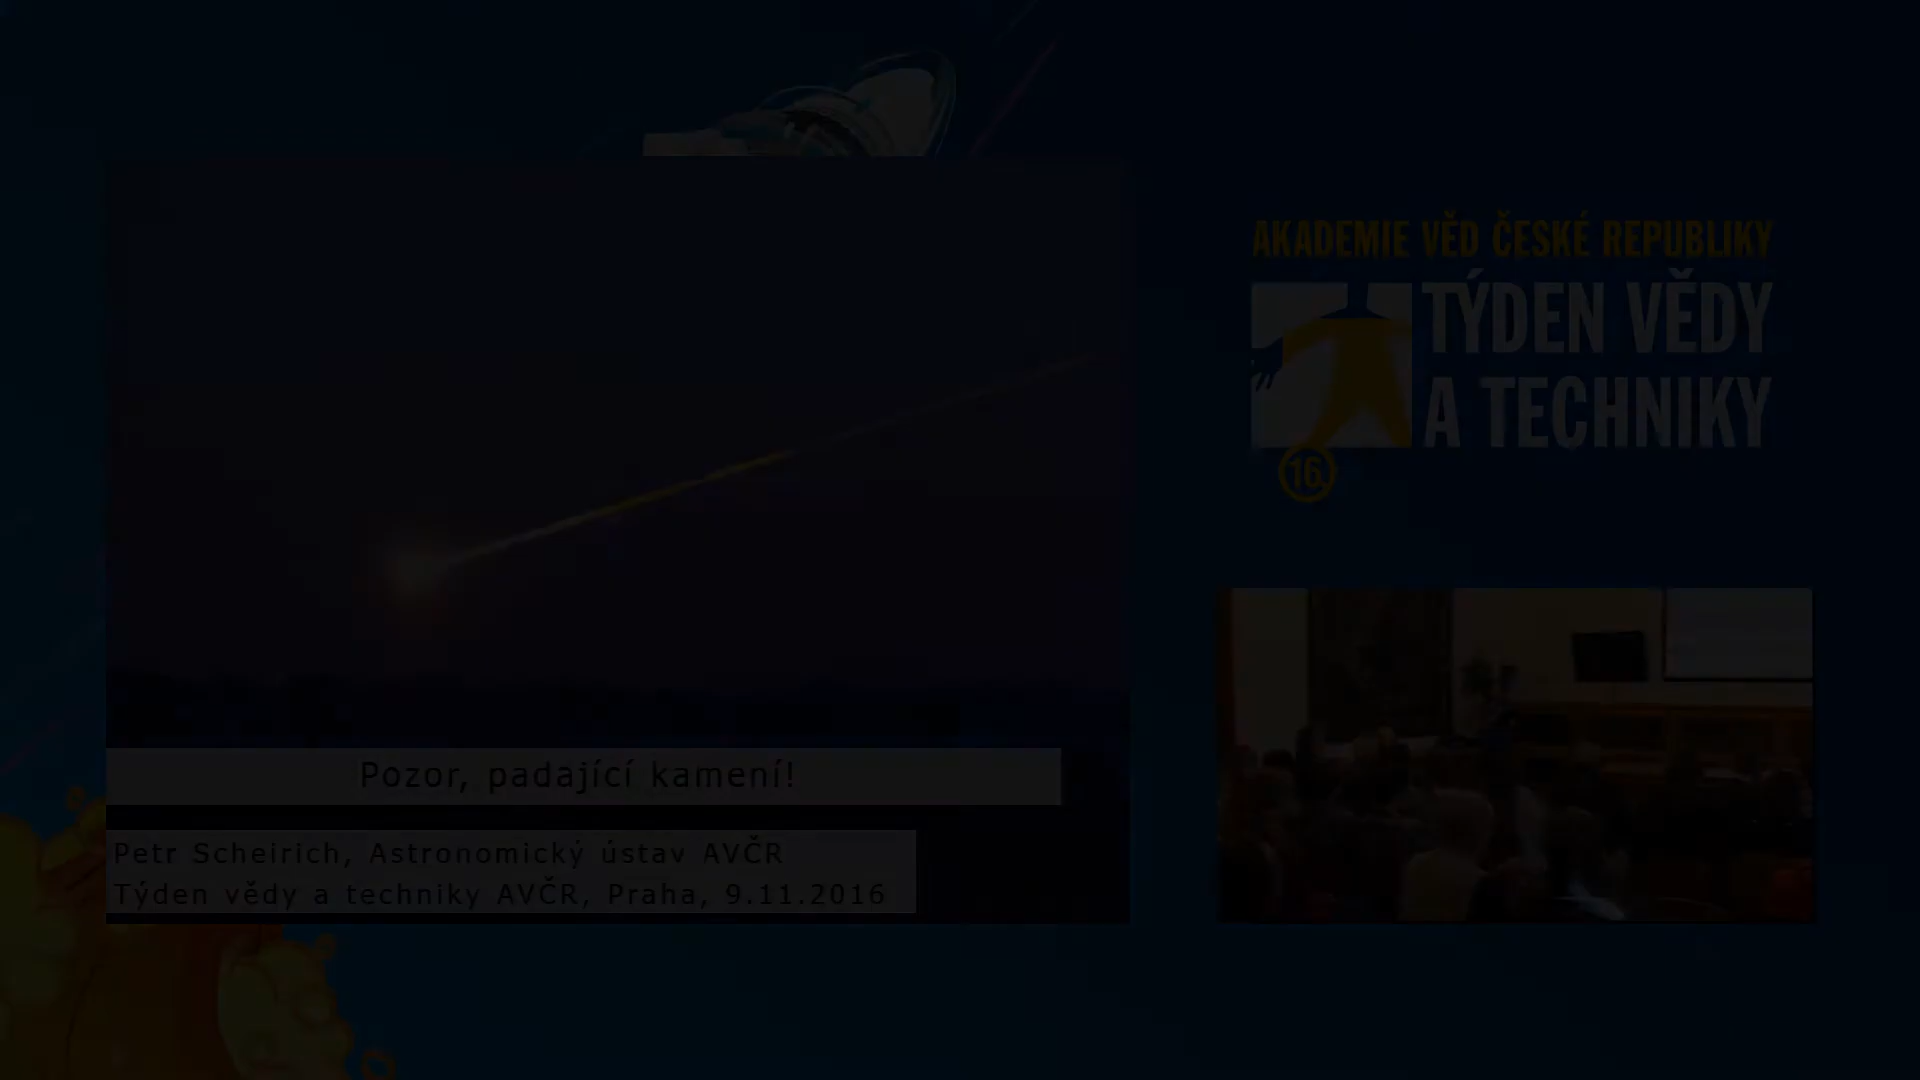 AKADEMIE VĚD ČESKÉ REPUBLIKY
TÝDEN VĚDY
A TECHNIKY
16.
Pozor, padající kamení!
Petr Scheirich, Astronomický ústav AVČR
Týden vědy a techniky AVČR, Praha, 9.11.2016